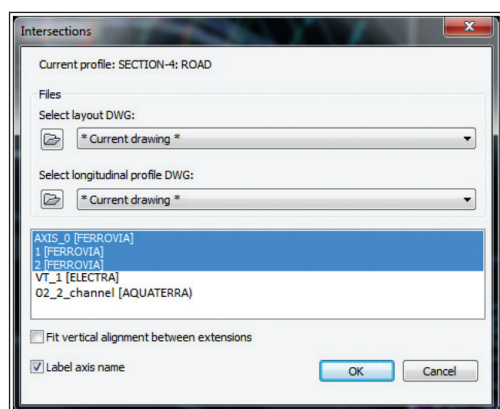 Intersections
Current profile: SECTION-4: ROAD
Files
Select layout DWG:
* Current drawing *
Select longitudinal profile DWG:
* Current drawing *
AXIS_0 [FERROVIA]
1 [FERROVIA]
2 [FERROVIA]
VT_1 [ELECTRA]
02_2_channel [AQUATERRA)
Fit vertical alignment between extensions
Label axis name
OK
Cancel